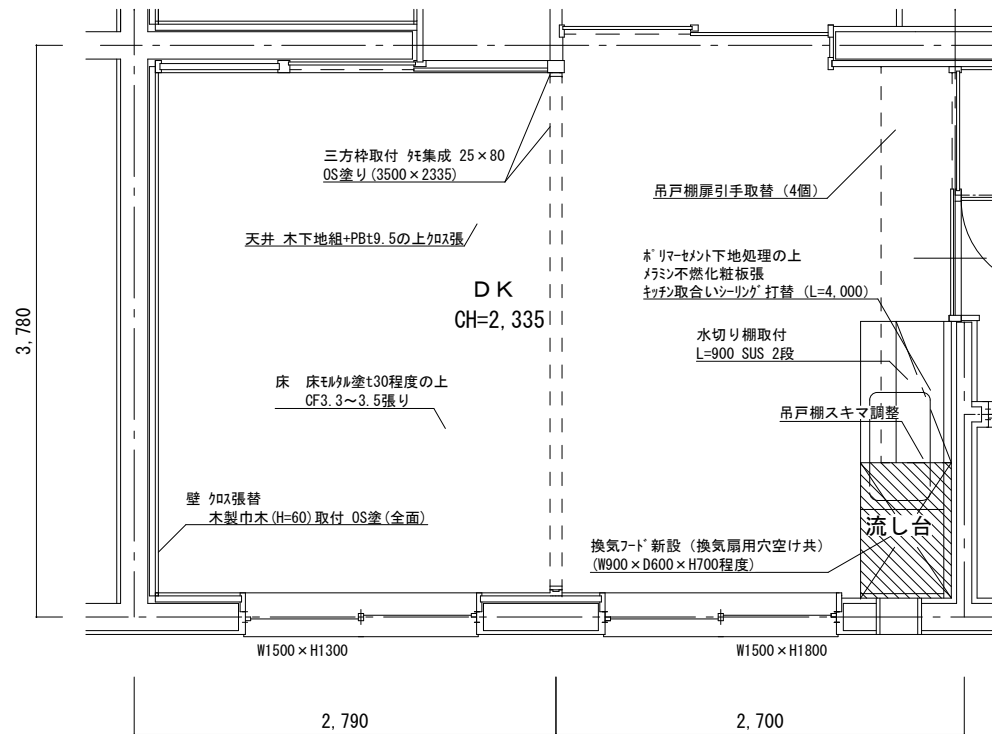 三方枠取付 ﾀﾓ集成 25×80
OS塗り(3500×2335)
吊戸棚扉引手取替 (4個)
天井 木下地組+PBt9.5の上ｸﾛｽ張
ﾎﾟﾘﾏｰｾﾒﾝﾄ下地処理の上
ﾒﾗﾐﾝ不燃化粧板張
ｷｯﾁﾝ取合いｼｰﾘﾝｸﾞ打替 (L=4,000)
DK
CH=2,335
3,780
水切り棚取付
L=900 SUS 2段
床 床ﾓﾙﾀﾙ塗t30程度の上
CF3.3～3.5張り
吊戸棚スキマ調整
壁 ｸﾛｽ張替
木製巾木(H=60)取付 OS塗(全面)
流し台
換気ﾌｰﾄﾞ新設 (換気扇用穴空け共)
(W900×D600×H700程度)
W1500×H1300
W1500×H1800
2,790
2,700